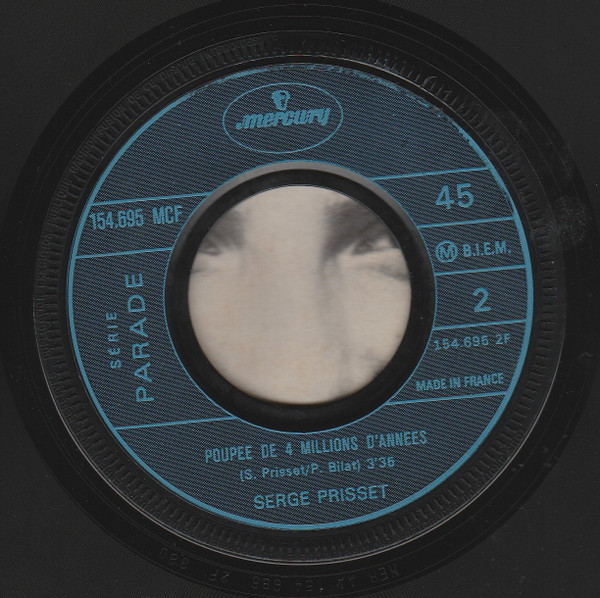 mercury
154.695 MCF
45
M B.I.E.M.
SÉRIE
PARADE
2
154.695 2F
MADE IN FRANCE
POUPEE DE 4 MILLIONS D'ANNEES
(S. Prisset/P. Bilat) 3'36
SERGE PRISSET